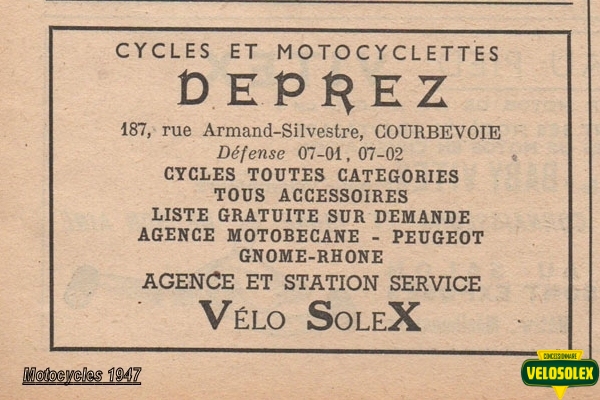 CYCLES ET MOTOCYCLETTES
DEPREZ
187, rue Armand-Silvestre, COURBEVOIE
Défense 07-01, 07-02
CYCLES TOUTES CATEGORIES
TOUS ACCESSOIRES
LISTE GRATUITE SUR DEMANDE
AGENCE MOTOBECANE - PEUGEOT
GNOME-RHONE
AGENCE ET STATION SERVICE
VÉLO SOLEX
Motocycles 1947
CONCESSIONNAIRE
VELOSOLEX